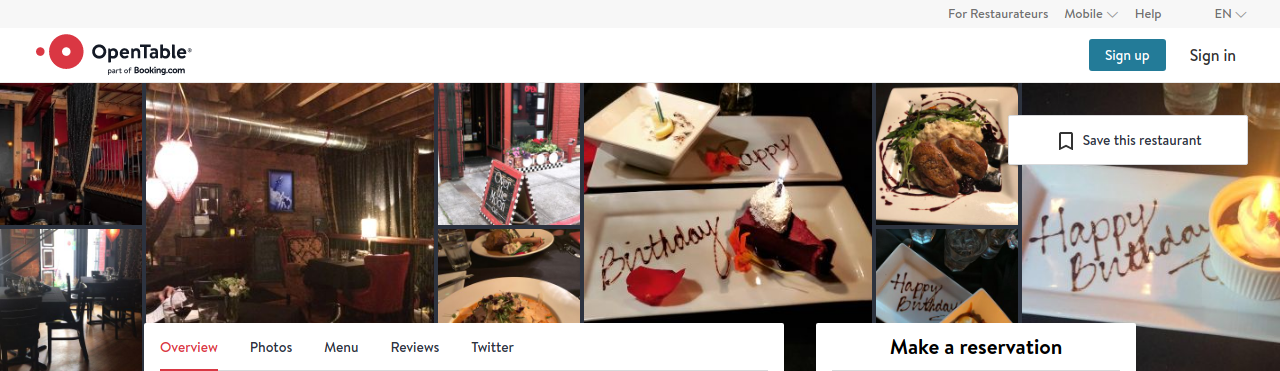 For Restaurateurs Mobile Help EN
OpenTable®
part of Booking.com
Sign up Sign in
Save this restaurant
Happy
Birthday
Happy
Birthday
Happy
Birthday
Overview Photos Menu Reviews Twitter
Make a reservation